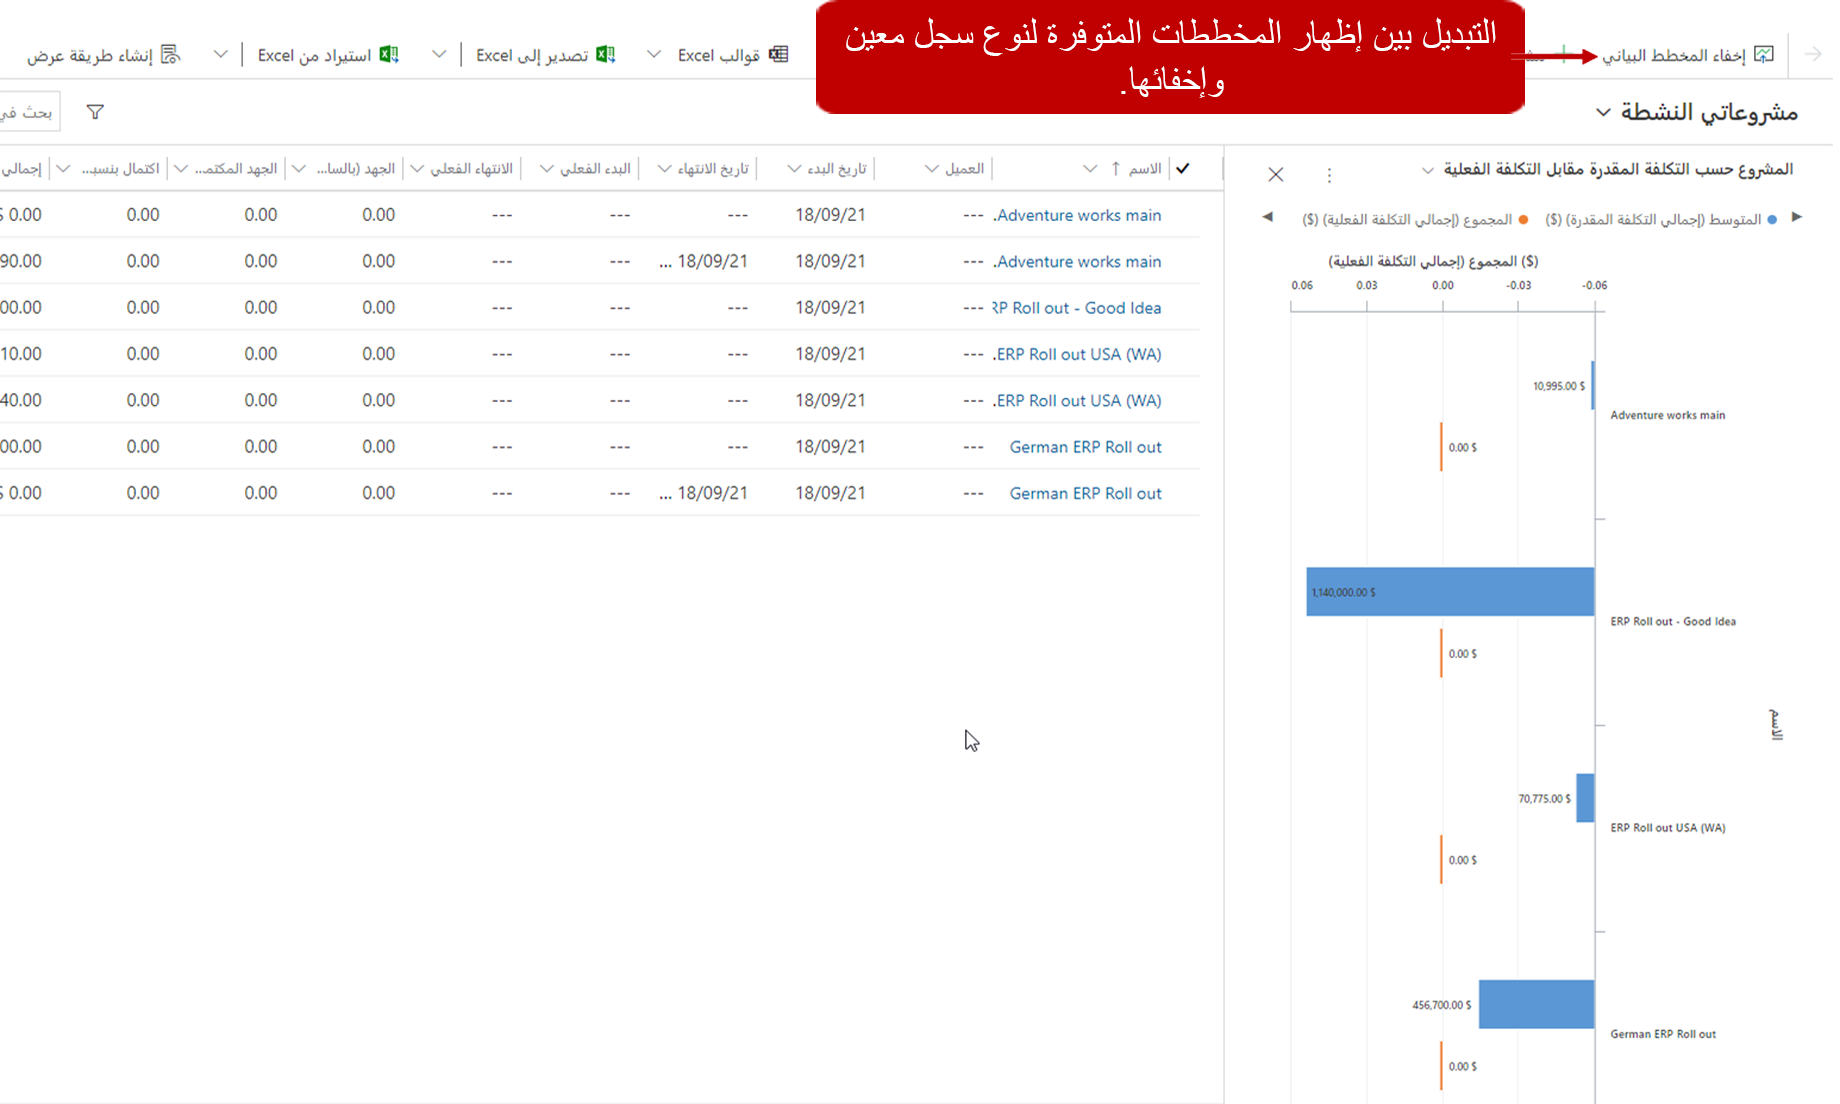 التبديل بين إظهار المخططات المتوفرة لنوع سجل معين
وإخفائها.
إخفاء المخطط البياني
قوالب Excel
تصدير إلى Excel
استيراد من Excel
إنشاء طريقة عرض
مشروعاتي النشطة
بحث في
المشروع حسب التكلفة المقدرة مقابل التكلفة الفعلية
المتوسط (إجمالي التكلفة المقدرة) ($)
المجموع (إجمالي التكلفة الفعلية) ($)
($) المجموع (إجمالي التكلفة الفعلية)
0.06 0.03 0.00 -0.03 -0.06
10,995.00 $
Adventure works main
0.00 $
1,140,000.00 $
ERP Roll out - Good Idea
0.00 $
70,775.00 $
ERP Roll out USA (WA)
0.00 $
456,700.00 $
German ERP Roll out
0.00 $
الاسم
الاسم ↑ العميل تاريخ البدء تاريخ الانتهاء البدء الفعلي الانتهاء الفعلي الجهد (بالسا... الجهد المكتم... اكتمال بنسبـ... إجمالي
Adventure works main. --- 18/09/21 --- --- --- 0.00 0.00 0.00 0.00
Adventure works main. --- 18/09/21 18/09/21 ... --- --- 0.00 0.00 0.00 90.00
RP Roll out - Good Idea --- 18/09/21 --- --- --- 0.00 0.00 0.00 00.00
ERP Roll out USA (WA). --- 18/09/21 --- --- --- 0.00 0.00 0.00 10.00
ERP Roll out USA (WA). --- 18/09/21 --- --- --- 0.00 0.00 0.00 40.00
German ERP Roll out --- 18/09/21 --- --- --- 0.00 0.00 0.00 00.00
German ERP Roll out --- 18/09/21 18/09/21 ... --- --- 0.00 0.00 0.00 0.00